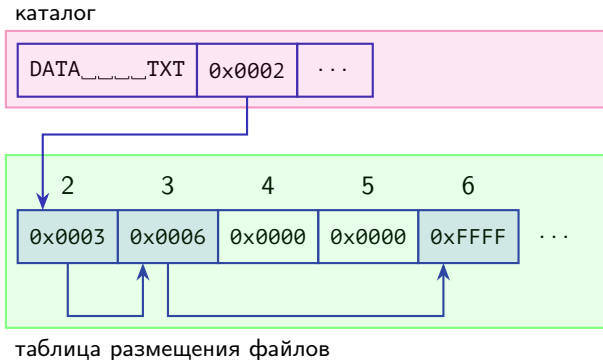 каталог
DATA␣␣␣␣TXT 0x0002 ···
2 3 4 5 6
0x0003 0x0006 0x0000 0x0000 0xFFFF ···
таблица размещения файлов